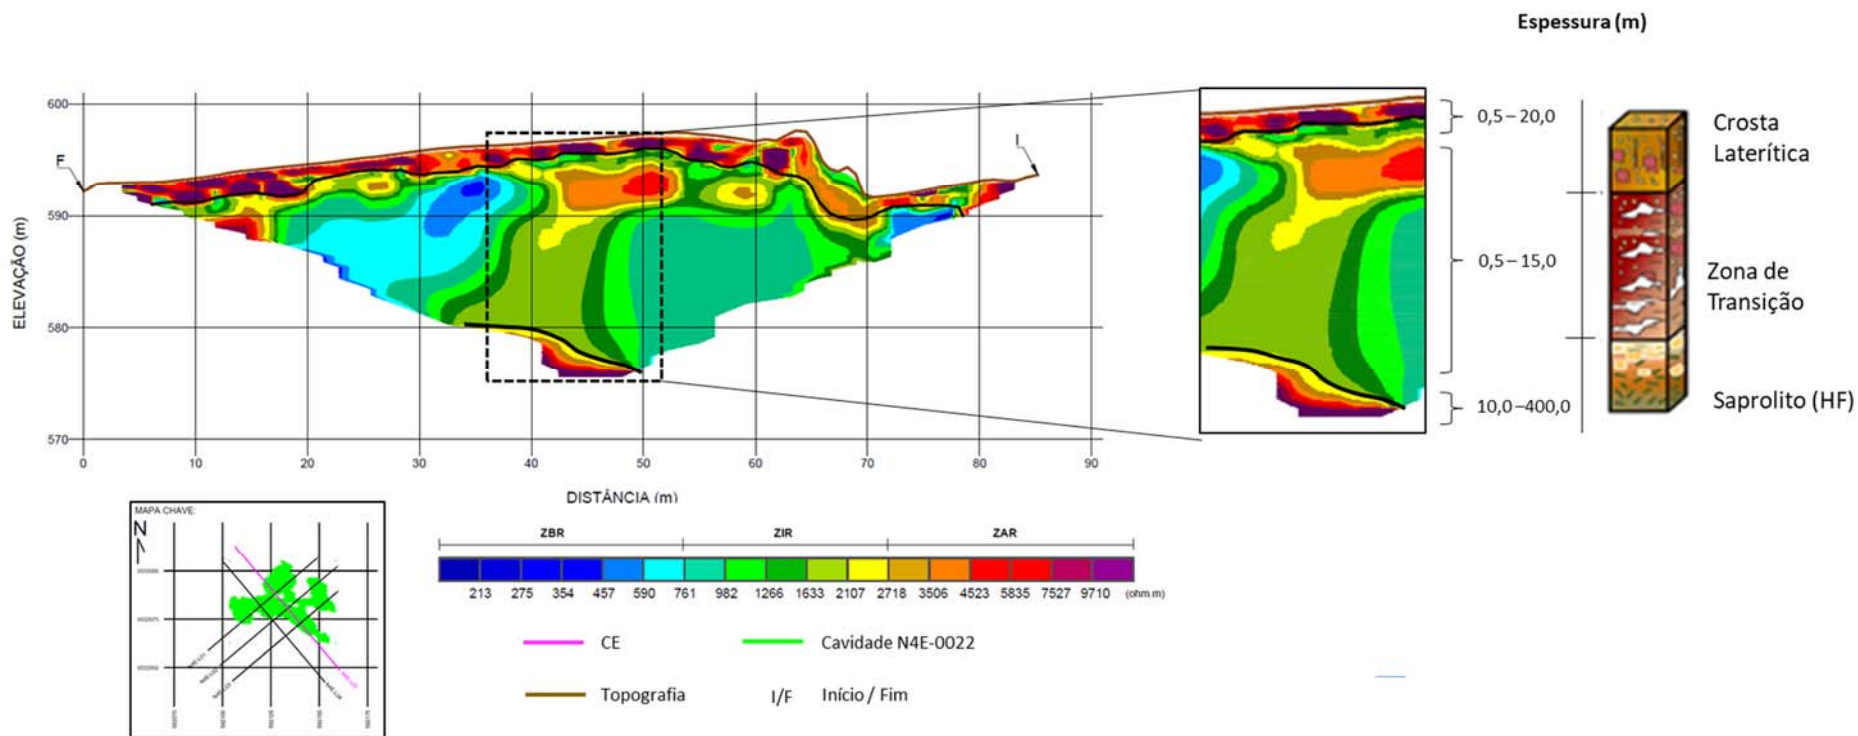 Espessura (m)
600
590
580
570
ELEVAÇÃO (m)
F
I
0
10
20
30
40
50
60
70
80
90
DISTÂNCIA (m)
0,5–20,0
0,5–15,0
10,0–400,0
Crosta
Laterítica
Zona de
Transição
Saprolito (HF)
MAPA CHAVE:
N
ZBR ZIR ZAR
213 275 354 457 590 761 982 1266 1633 2107 2718 3506 4523 5835 7527 9710 (ohm.m)
CE
Cavidade N4E-0022
Topografia
I/F Início / Fim